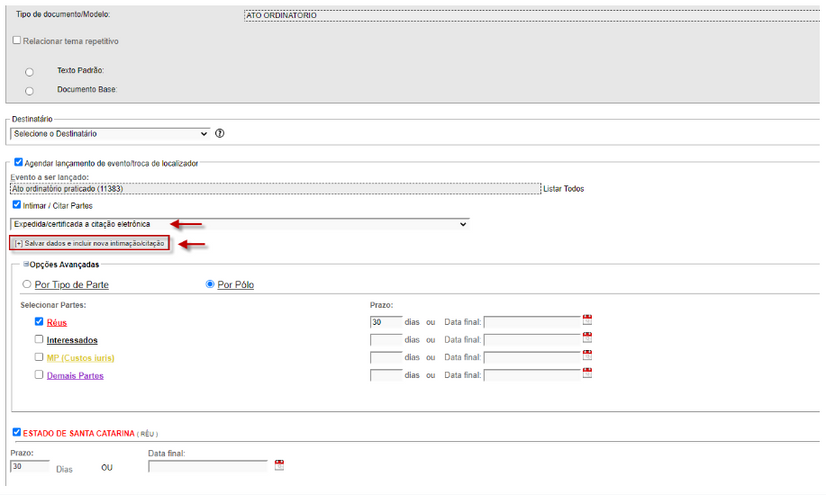 Tipo de documento/Modelo: ATO ORDINATORIO
Relacionar tema repetitivo
Texto Padrão:
Documento Base:
Destinatário
Selecione o Destinatário
Agendar lançamento de evento/troca de localizador
Evento a ser lançado:
Ato ordinatório praticado (11383) Listar Todos
Intimar / Citar Partes
Expedida/certificada a citação eletrônica
[+] Salvar dados e incluir nova intimação/citação
Opções Avançadas
Por Tipo de Parte Por Pólo
Selecionar Partes: Prazo:
Réus 30 dias ou Data final:
Interessados dias ou Data final:
MP (Custos iuris) dias ou Data final:
Demais Partes dias ou Data final:
ESTADO DE SANTA CATARINA ( RÉU )
Prazo: Data final:
30 Dias OU